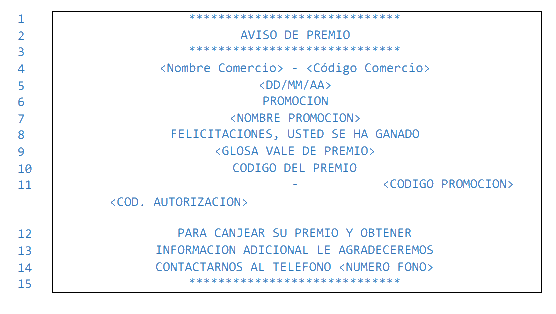 1 *****************************
2 AVISO DE PREMIO
3 *****************************
4 <Nombre Comercio> - <Código Comercio>
5 <DD/MM/AA>
6 PROMOCION
7 <NOMBRE PROMOCION>
8 FELICITACIONES, USTED SE HA GANADO
9 <GLOSA VALE DE PREMIO>
10 CODIGO DEL PREMIO
11 - <CODIGO PROMOCION>
<COD. AUTORIZACION>
12 PARA CANJEAR SU PREMIO Y OBTENER
13 INFORMACION ADICIONAL LE AGRADECEREMOS
14 CONTACTARNOS AL TELEFONO <NUMERO FONO>
15 *****************************